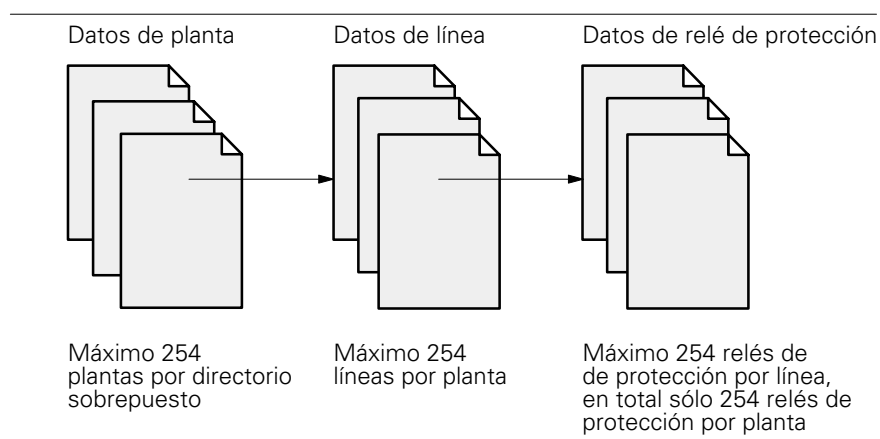 Datos de planta
Datos de línea
Datos de relé de protección
Máximo 254
plantas por directorio
sobrepuesto
Máximo 254
líneas por planta
Máximo 254 relés de
de protección por línea,
en total sólo 254 relés de
protección por planta